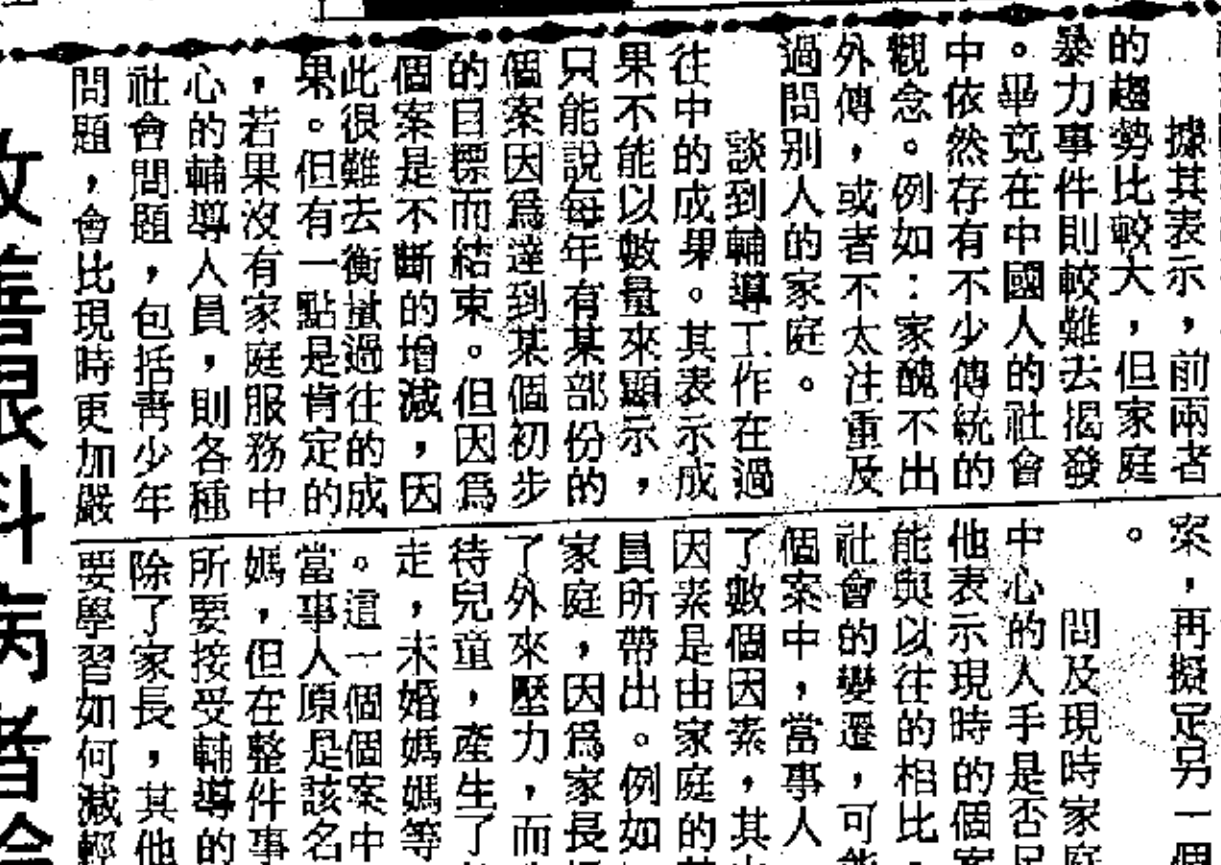 據其表示，前兩者
的趨勢比較大，但家庭
暴力事件則較難去揭發
。畢竟在中國人的社會
中依然存有不少傳統的
觀念。例如：家醜不出
外傳，或者不太注重及
過問別人的家庭。
談到輔導工作在過
往中的成果。其表示成
果不能以數量來顯示，
只能說每年有某部份的
個案因爲達到某個初步
的目標而結束。但因爲
個案是不斷的增減，因
此很難去衡量過往的成
果。但有一點是肯定的
，若果沒有家庭服務中
心的輔導人員，則各種
社會問題，包括靑少年
問題，會比現時更加嚴
案，再擬定另一個
。
問及現時家庭
中心的人手是否足
他表示現時的個案
能與以往的相比，
社會的變遷，可能
個案中，當事人
了數個因素，其
因素是由家庭的
員所帶出。例如
家庭，因爲家長
了外來壓力，而
待兒童，產生了
走，未婚媽媽等
。這一個個案中
當事人原是該名
媽，但在整件事
所要接受輔導的
除了家長，其他
要學習如何減輕
眼科病者